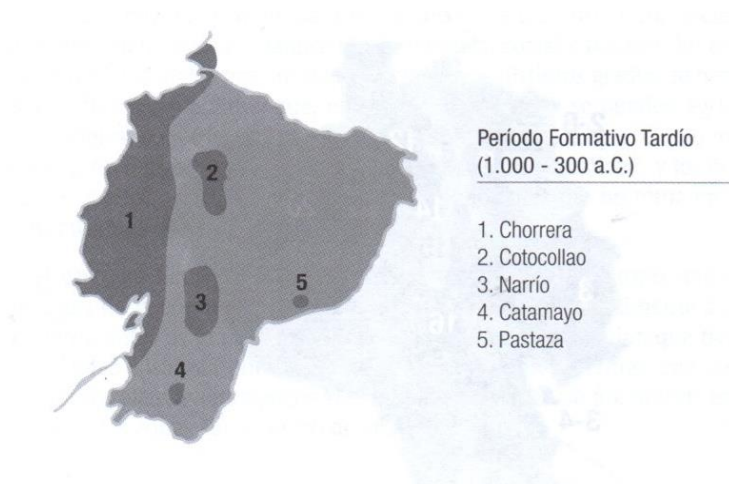 Período Formativo Tardío
(1.000 - 300 a.C.)
1. Chorrera
2. Cotocollao
3. Narrío
4. Catamayo
5. Pastaza
1
2
3
4
5